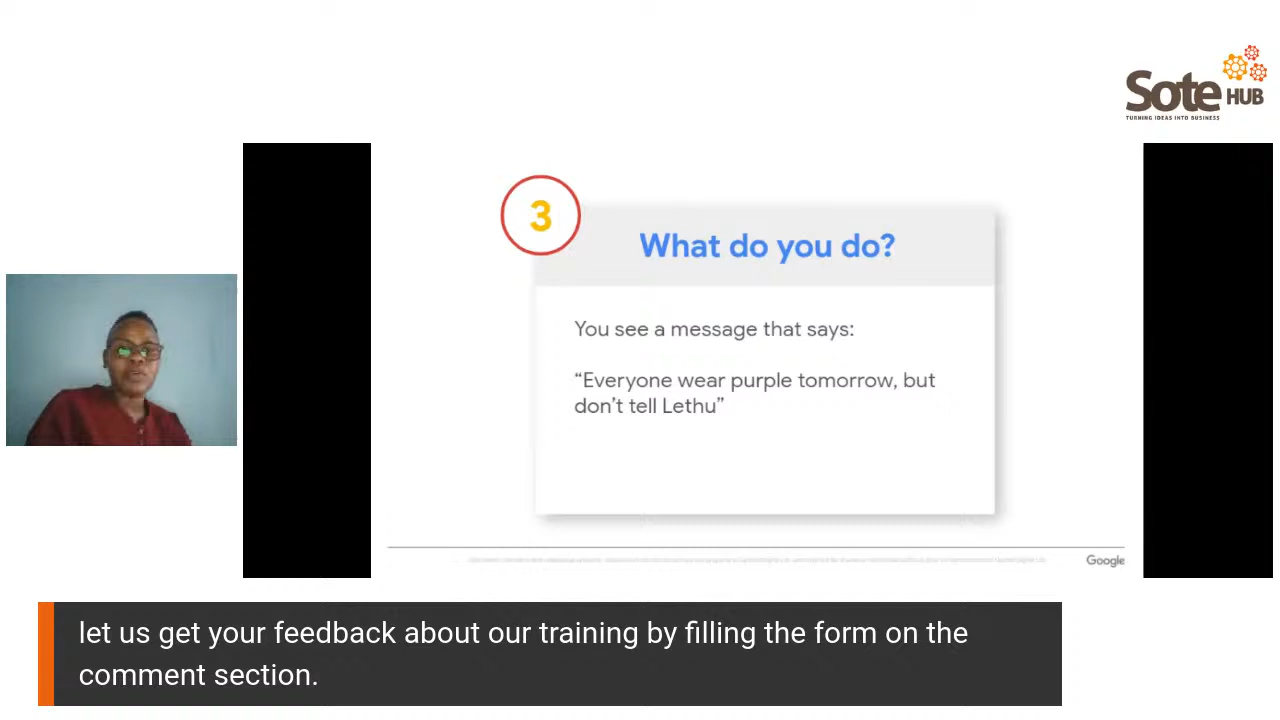 Sote HUB
TURNING IDEAS INTO BUSINESS
3
What do you do?
You see a message that says:
“Everyone wear purple tomorrow, but
don’t tell Lethu”
Google
let us get your feedback about our training by filling the form on the
comment section.